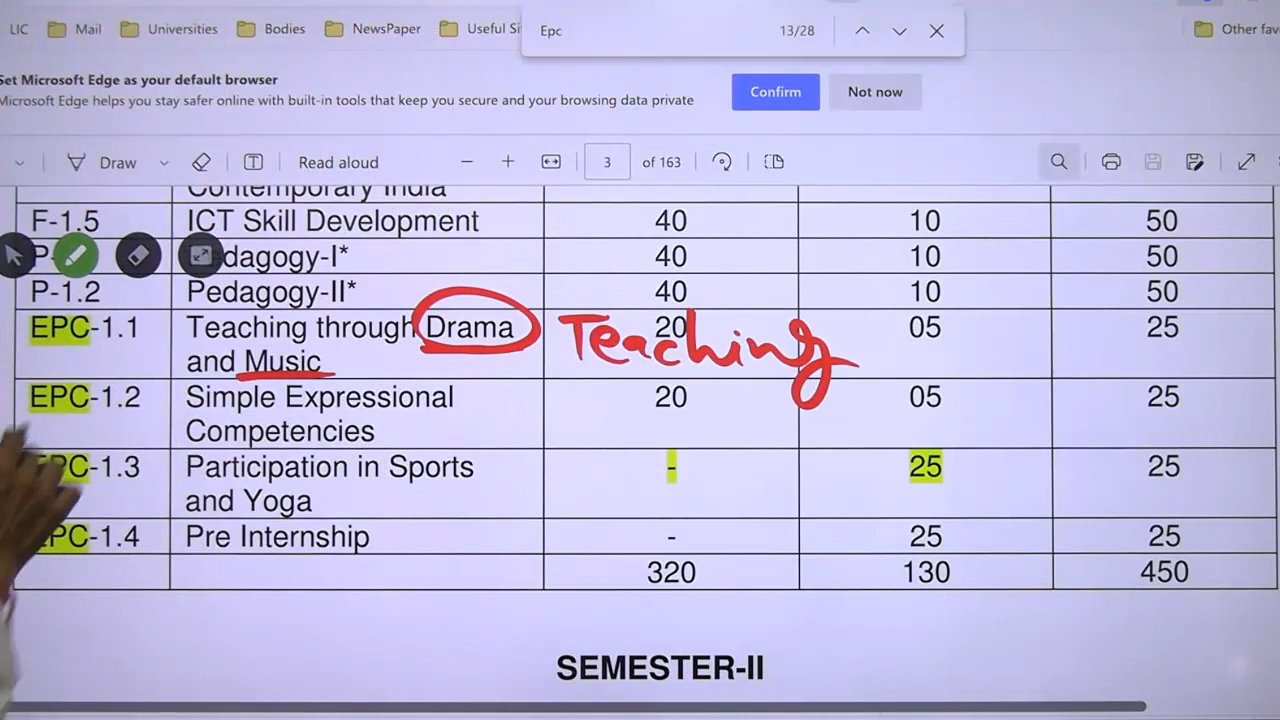 LIC Mail Universities Bodies NewsPaper Useful Si Epc 13/28 Other fav
Set Microsoft Edge as your default browser
Microsoft Edge helps you stay safer online with built-in tools that keep you secure and your browsing data private Confirm Not now
Draw Read aloud 3 of 163
Contemporary India
F-1.5 ICT Skill Development 40 10 50
P- edagogy-I* 40 10 50
P-1.2 Pedagogy-II* 40 10 50
EPC-1.1 Teaching through Drama 20 05 25
and Music
Teaching
EPC-1.2 Simple Expressional 20 05 25
Competencies
EPC-1.3 Participation in Sports - 25 25
and Yoga
EPC-1.4 Pre Internship - 25 25
320 130 450
SEMESTER-II